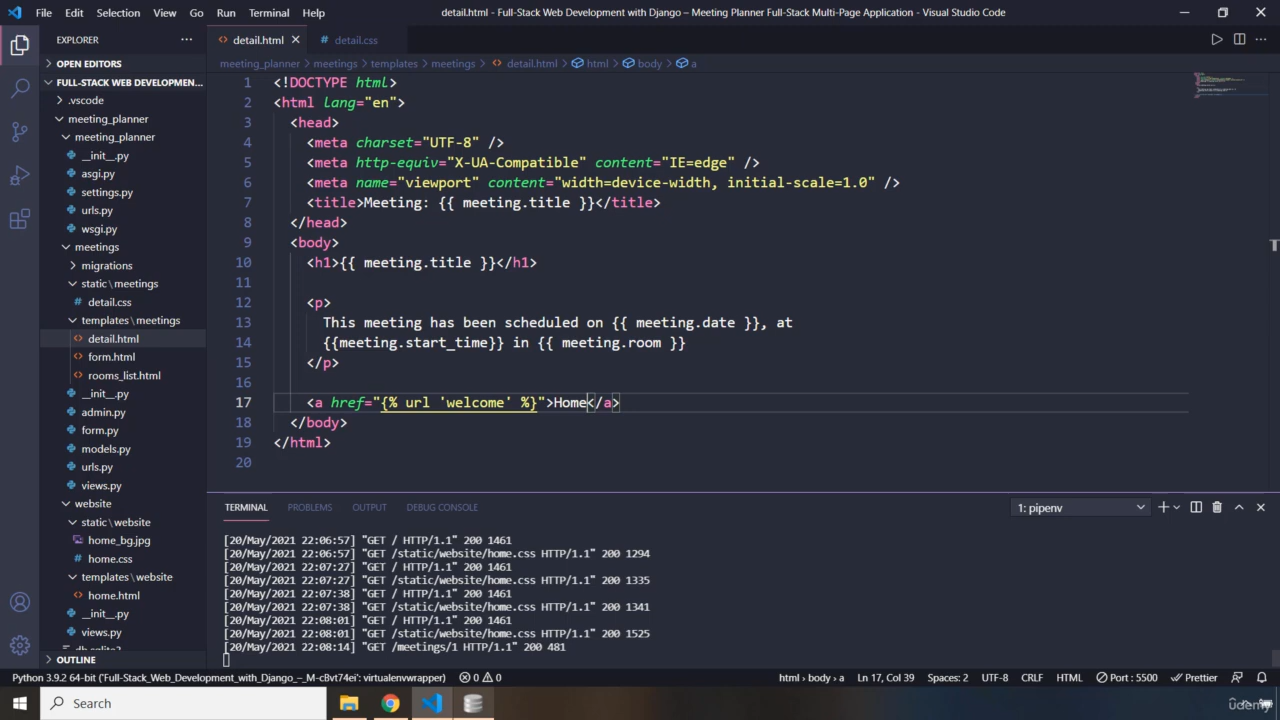 File Edit Selection View Go Run Terminal Help
detail.html - Full-Stack Web Development with Django – Meeting Planner Full-Stack Multi-Page Application - Visual Studio Code
EXPLORER
OPEN EDITORS
FULL-STACK WEB DEVELOPMEN...
.vscode
meeting_planner
meeting_planner
__init__.py
asgi.py
settings.py
urls.py
wsgi.py
meetings
migrations
static\meetings
detail.css
templates\meetings
detail.html
form.html
rooms_list.html
__init__.py
admin.py
form.py
models.py
urls.py
views.py
website
static\website
home_bg.jpg
home.css
templates\website
home.html
__init__.py
views.py
db.sqlite3
OUTLINE
detail.html detail.css
meeting_planner > meetings > templates > meetings > detail.html > html > body > a
1 <!DOCTYPE html>
2 <html lang="en">
3 <head>
4 <meta charset="UTF-8" />
5 <meta http-equiv="X-UA-Compatible" content="IE=edge" />
6 <meta name="viewport" content="width=device-width, initial-scale=1.0" />
7 <title>Meeting: {{ meeting.title }}</title>
8 </head>
9 <body>
10 <h1>{{ meeting.title }}</h1>
11
12 <p>
13 This meeting has been scheduled on {{ meeting.date }}, at
14 {{meeting.start_time}} in {{ meeting.room }}
15 </p>
16
17 <a href="{% url 'welcome' %}">Home</a>
18 </body>
19 </html>
20
TERMINAL PROBLEMS OUTPUT DEBUG CONSOLE 1: pipenv
[20/May/2021 22:06:57] "GET / HTTP/1.1" 200 1461
[20/May/2021 22:06:57] "GET /static/website/home.css HTTP/1.1" 200 1294
[20/May/2021 22:07:27] "GET / HTTP/1.1" 200 1461
[20/May/2021 22:07:27] "GET /static/website/home.css HTTP/1.1" 200 1335
[20/May/2021 22:07:38] "GET / HTTP/1.1" 200 1461
[20/May/2021 22:07:38] "GET /static/website/home.css HTTP/1.1" 200 1341
[20/May/2021 22:08:01] "GET / HTTP/1.1" 200 1461
[20/May/2021 22:08:01] "GET /static/website/home.css HTTP/1.1" 200 1525
[20/May/2021 22:08:14] "GET /meetings/1 HTTP/1.1" 200 481
Python 3.9.2 64-bit ('Full-Stack_Web_Development_with_Django_–_M-c8vt74ei': virtualenvwrapper) 0 0 html > body > a Ln 17, Col 39 Spaces: 2 UTF-8 CRLF HTML Port : 5500 Prettier
Search
Udemy